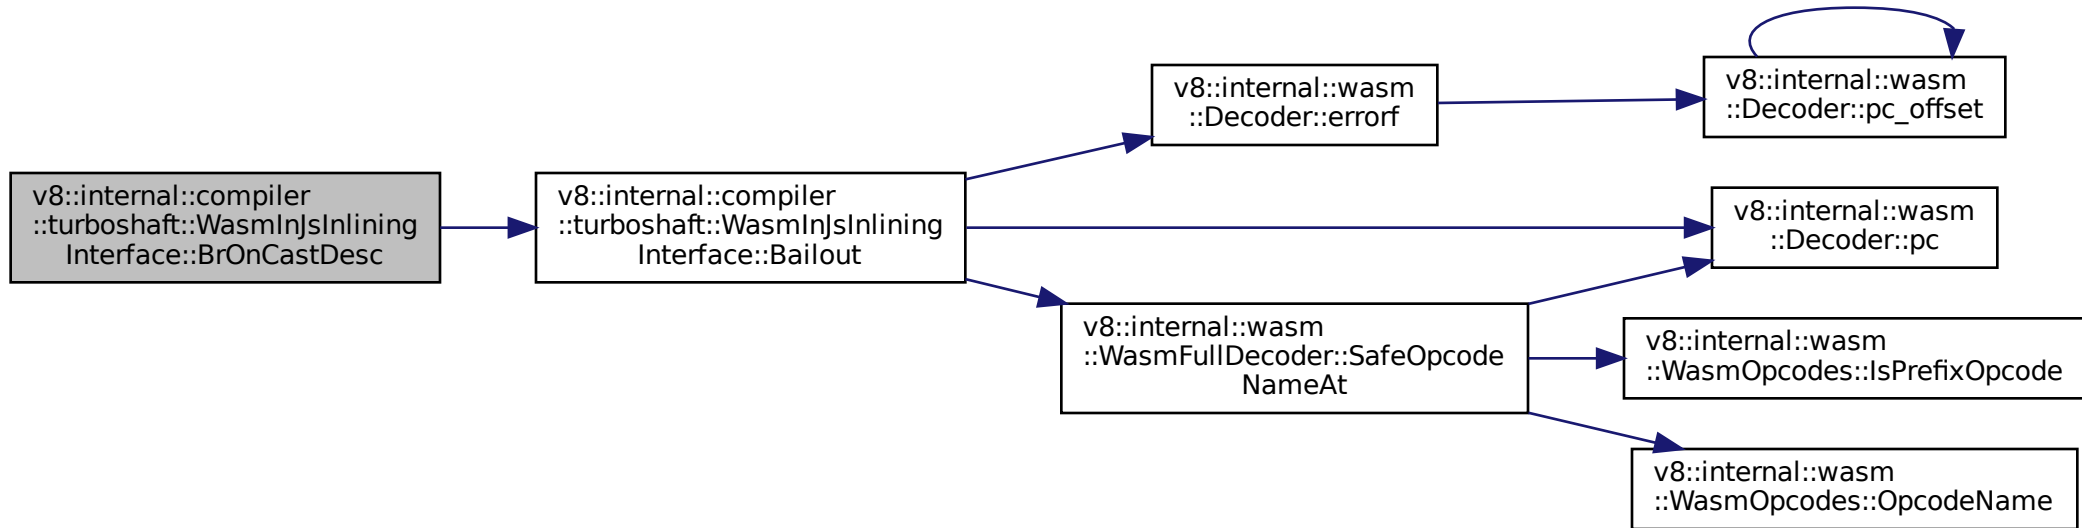 v8::internal::compiler
::turboshaft::WasmInJsInlining
Interface::BrOnCastDesc
v8::internal::compiler
::turboshaft::WasmInJsInlining
Interface::Bailout
v8::internal::wasm
::Decoder::errorf
v8::internal::wasm
::Decoder::pc_offset
v8::internal::wasm
::Decoder::pc
v8::internal::wasm
::WasmFullDecoder::SafeOpcode
NameAt
v8::internal::wasm
::WasmOpcodes::IsPrefixOpcode
v8::internal::wasm
::WasmOpcodes::OpcodeName